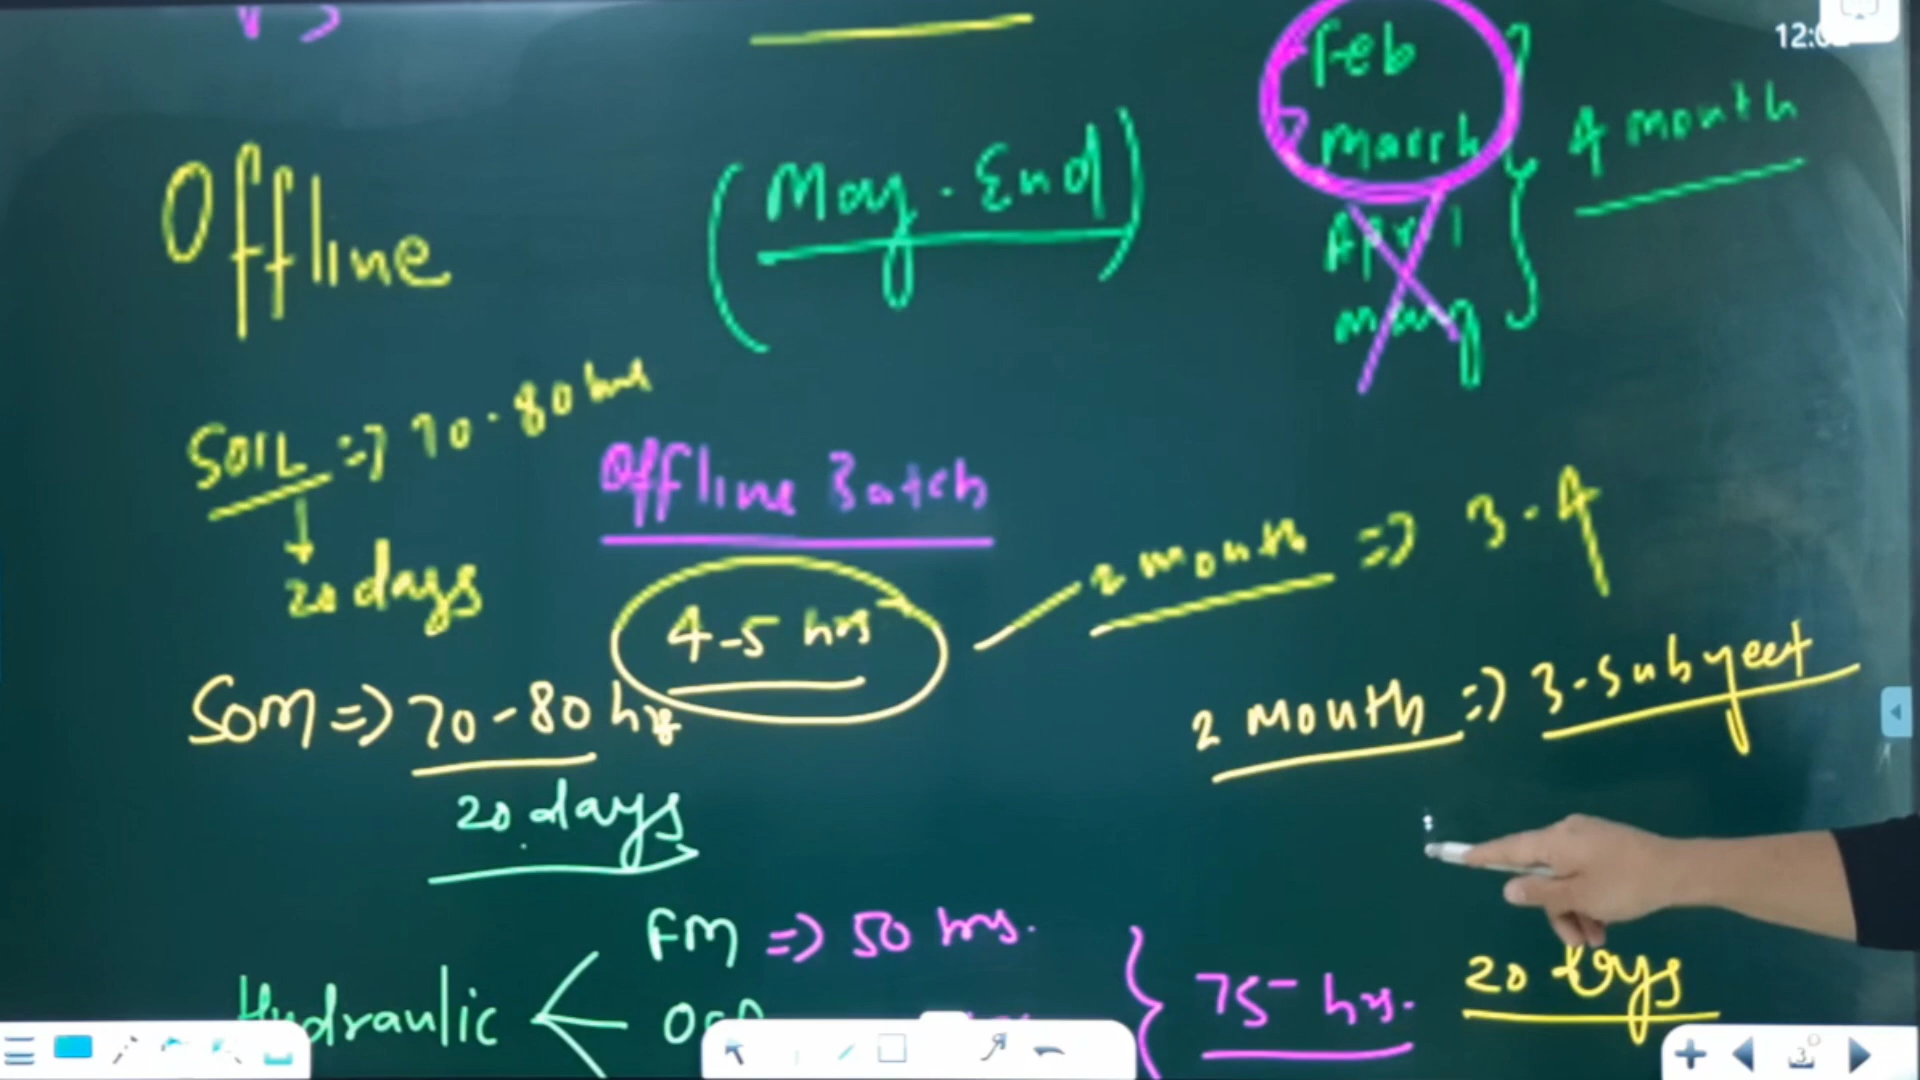 Feb
March
April
May
4 month
Offline
(May-End)
SOIL => 70-80 hrs
20 days
Offline Batch
4-5 hrs
2 month => 3-4
SOM => 70-80 hrs
20 days
2 month => 3-Subject
FM => 50 hrs.
Hydraulic
75 hrs.
20 days
3